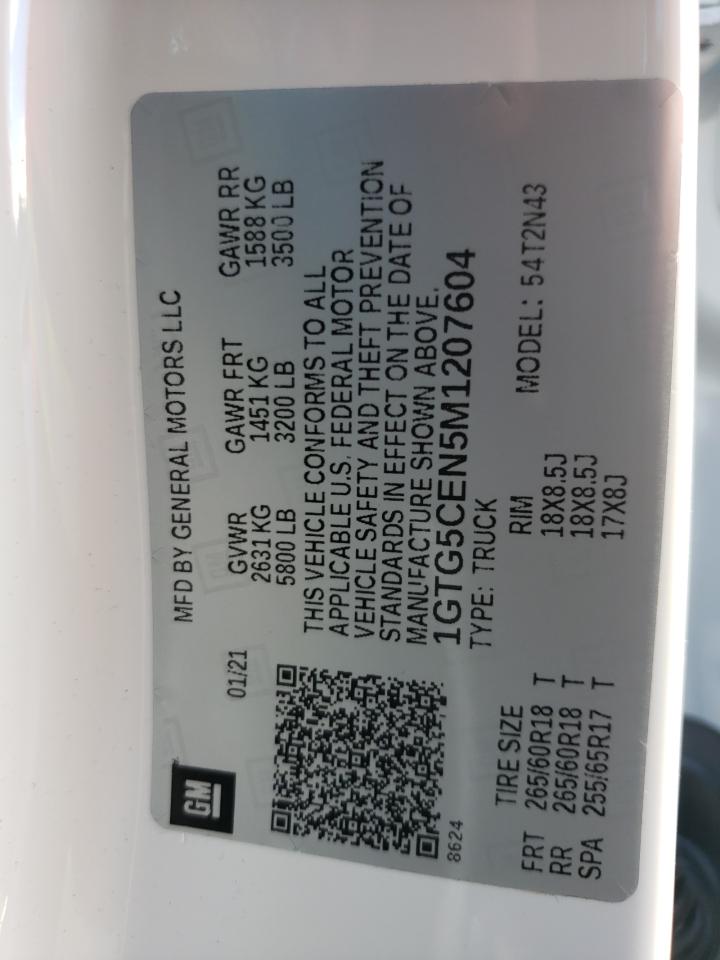 GM
01/21
MFD BY GENERAL MOTORS LLC
GVWR GAWR FRT GAWR RR
2631 KG 1451 KG 1588 KG
5800 LB 3200 LB 3500 LB
THIS VEHICLE CONFORMS TO ALL
APPLICABLE U.S. FEDERAL MOTOR
VEHICLE SAFETY AND THEFT PREVENTION
STANDARDS IN EFFECT ON THE DATE OF
MANUFACTURE SHOWN ABOVE.
1GTG5CEN5M1207604
8624
TYPE: TRUCK MODEL: 54T2N43
TIRE SIZE RIM
FRT 265/60R18 T 18X8.5J
RR 265/60R18 T 18X8.5J
SPA 255/65R17 T 17X8J